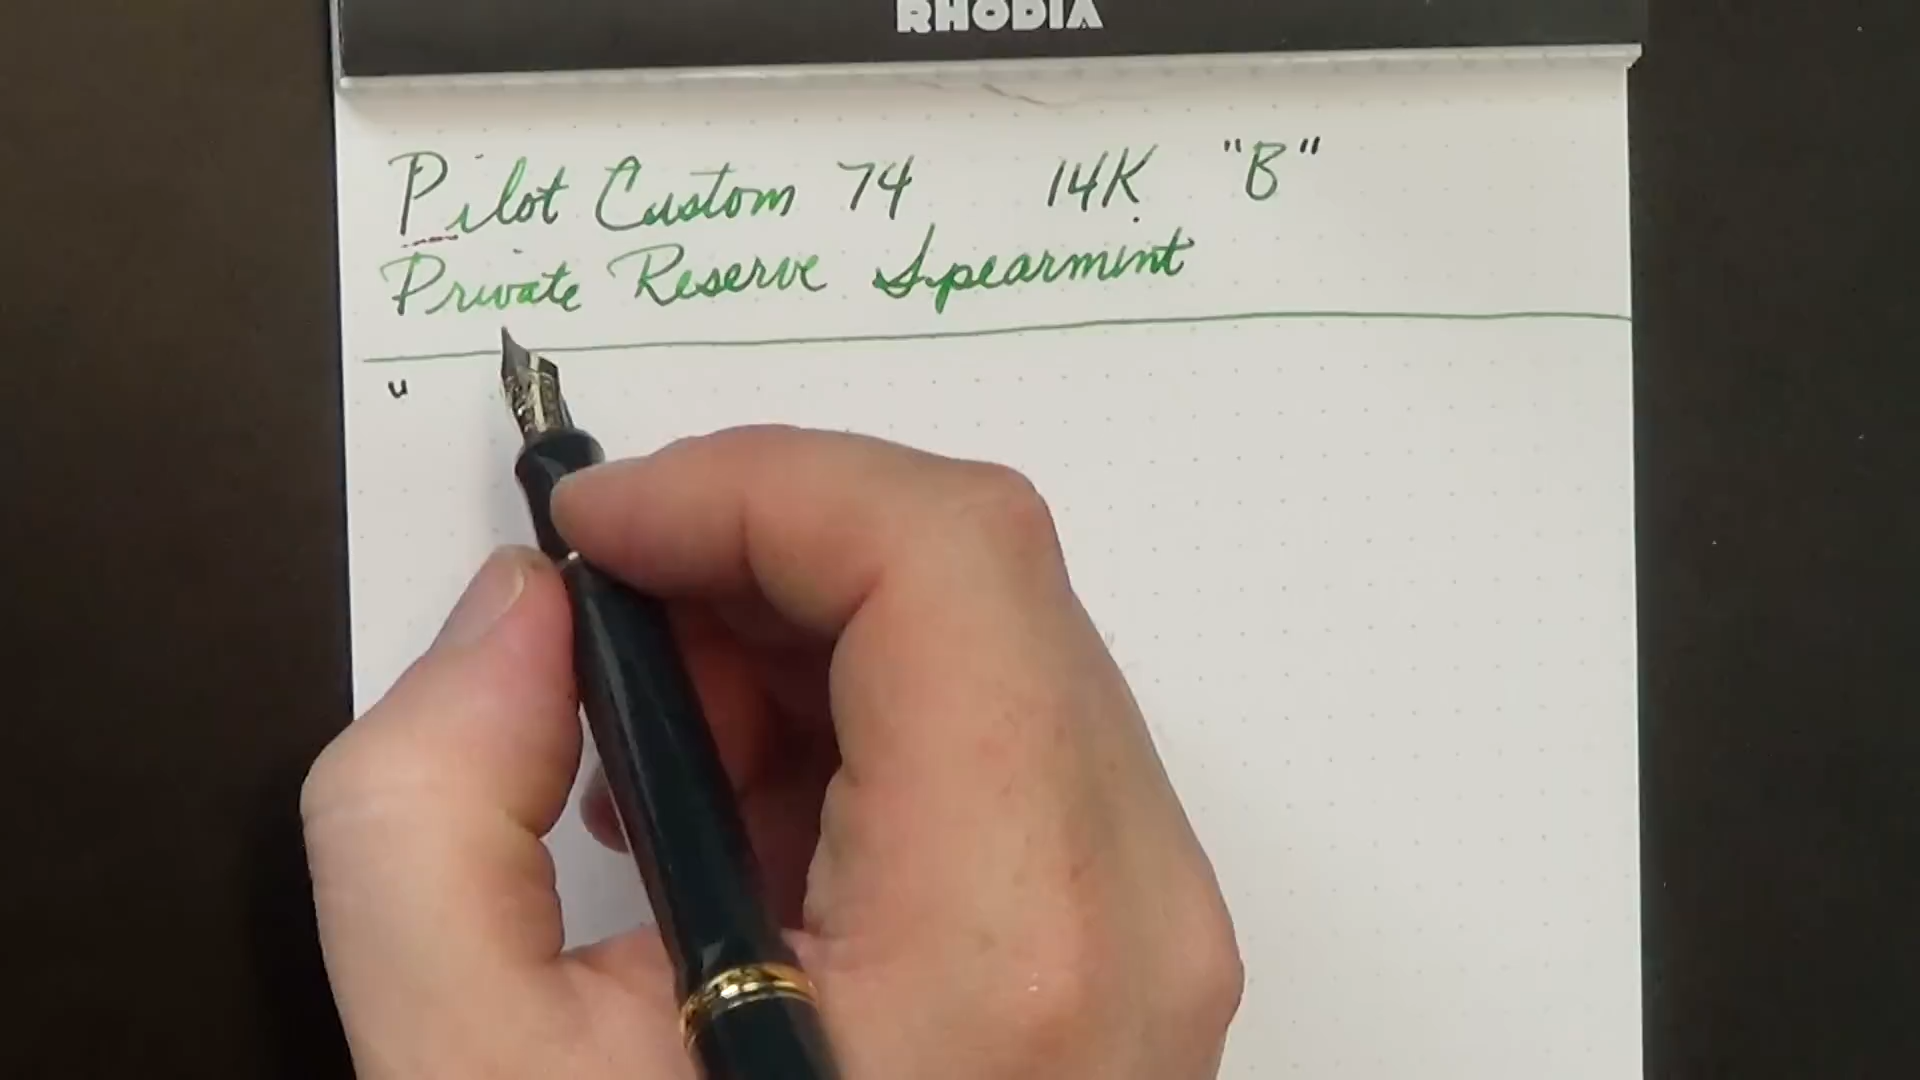 RHODIA
Pilot Custom 74 14K "B"
Private Reserve Spearmint
"